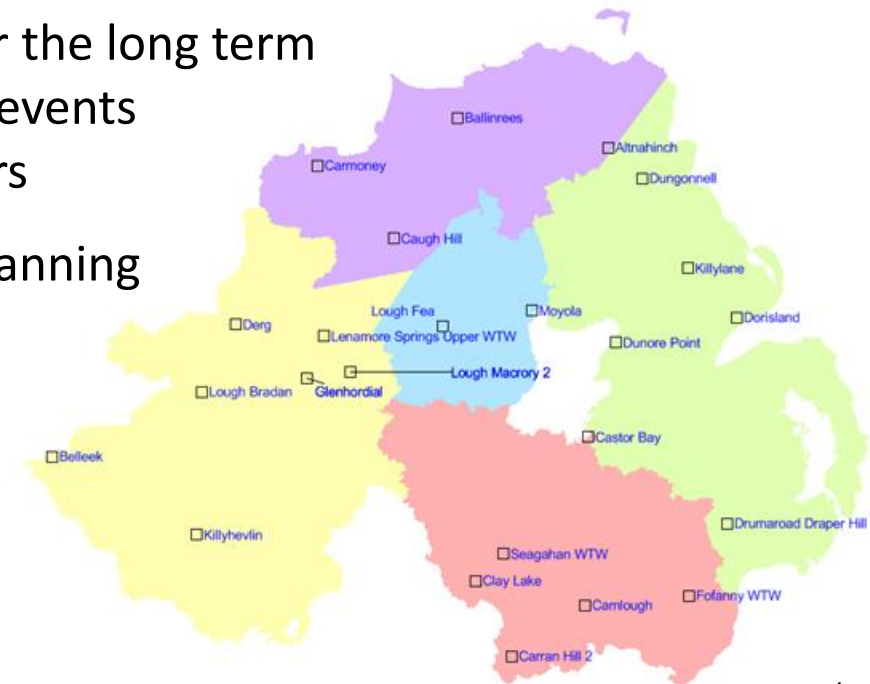 r the long term
events
rs
anning
Ballinrees
Altnahinch
Carmoney
Dungonnell
Caugh Hill
Killylane
Lough Fea
Moyola
Dorisland
Derg
Lenamore Springs Upper WTW
Dunore Point
Lough Macrory 2
Lough Bradan
Glenhordial
Castor Bay
Belleek
Drumaroad Draper Hill
Killyhevlin
Seagahan WTW
Clay Lake
Fofanny WTW
Camlough
Carran Hill 2